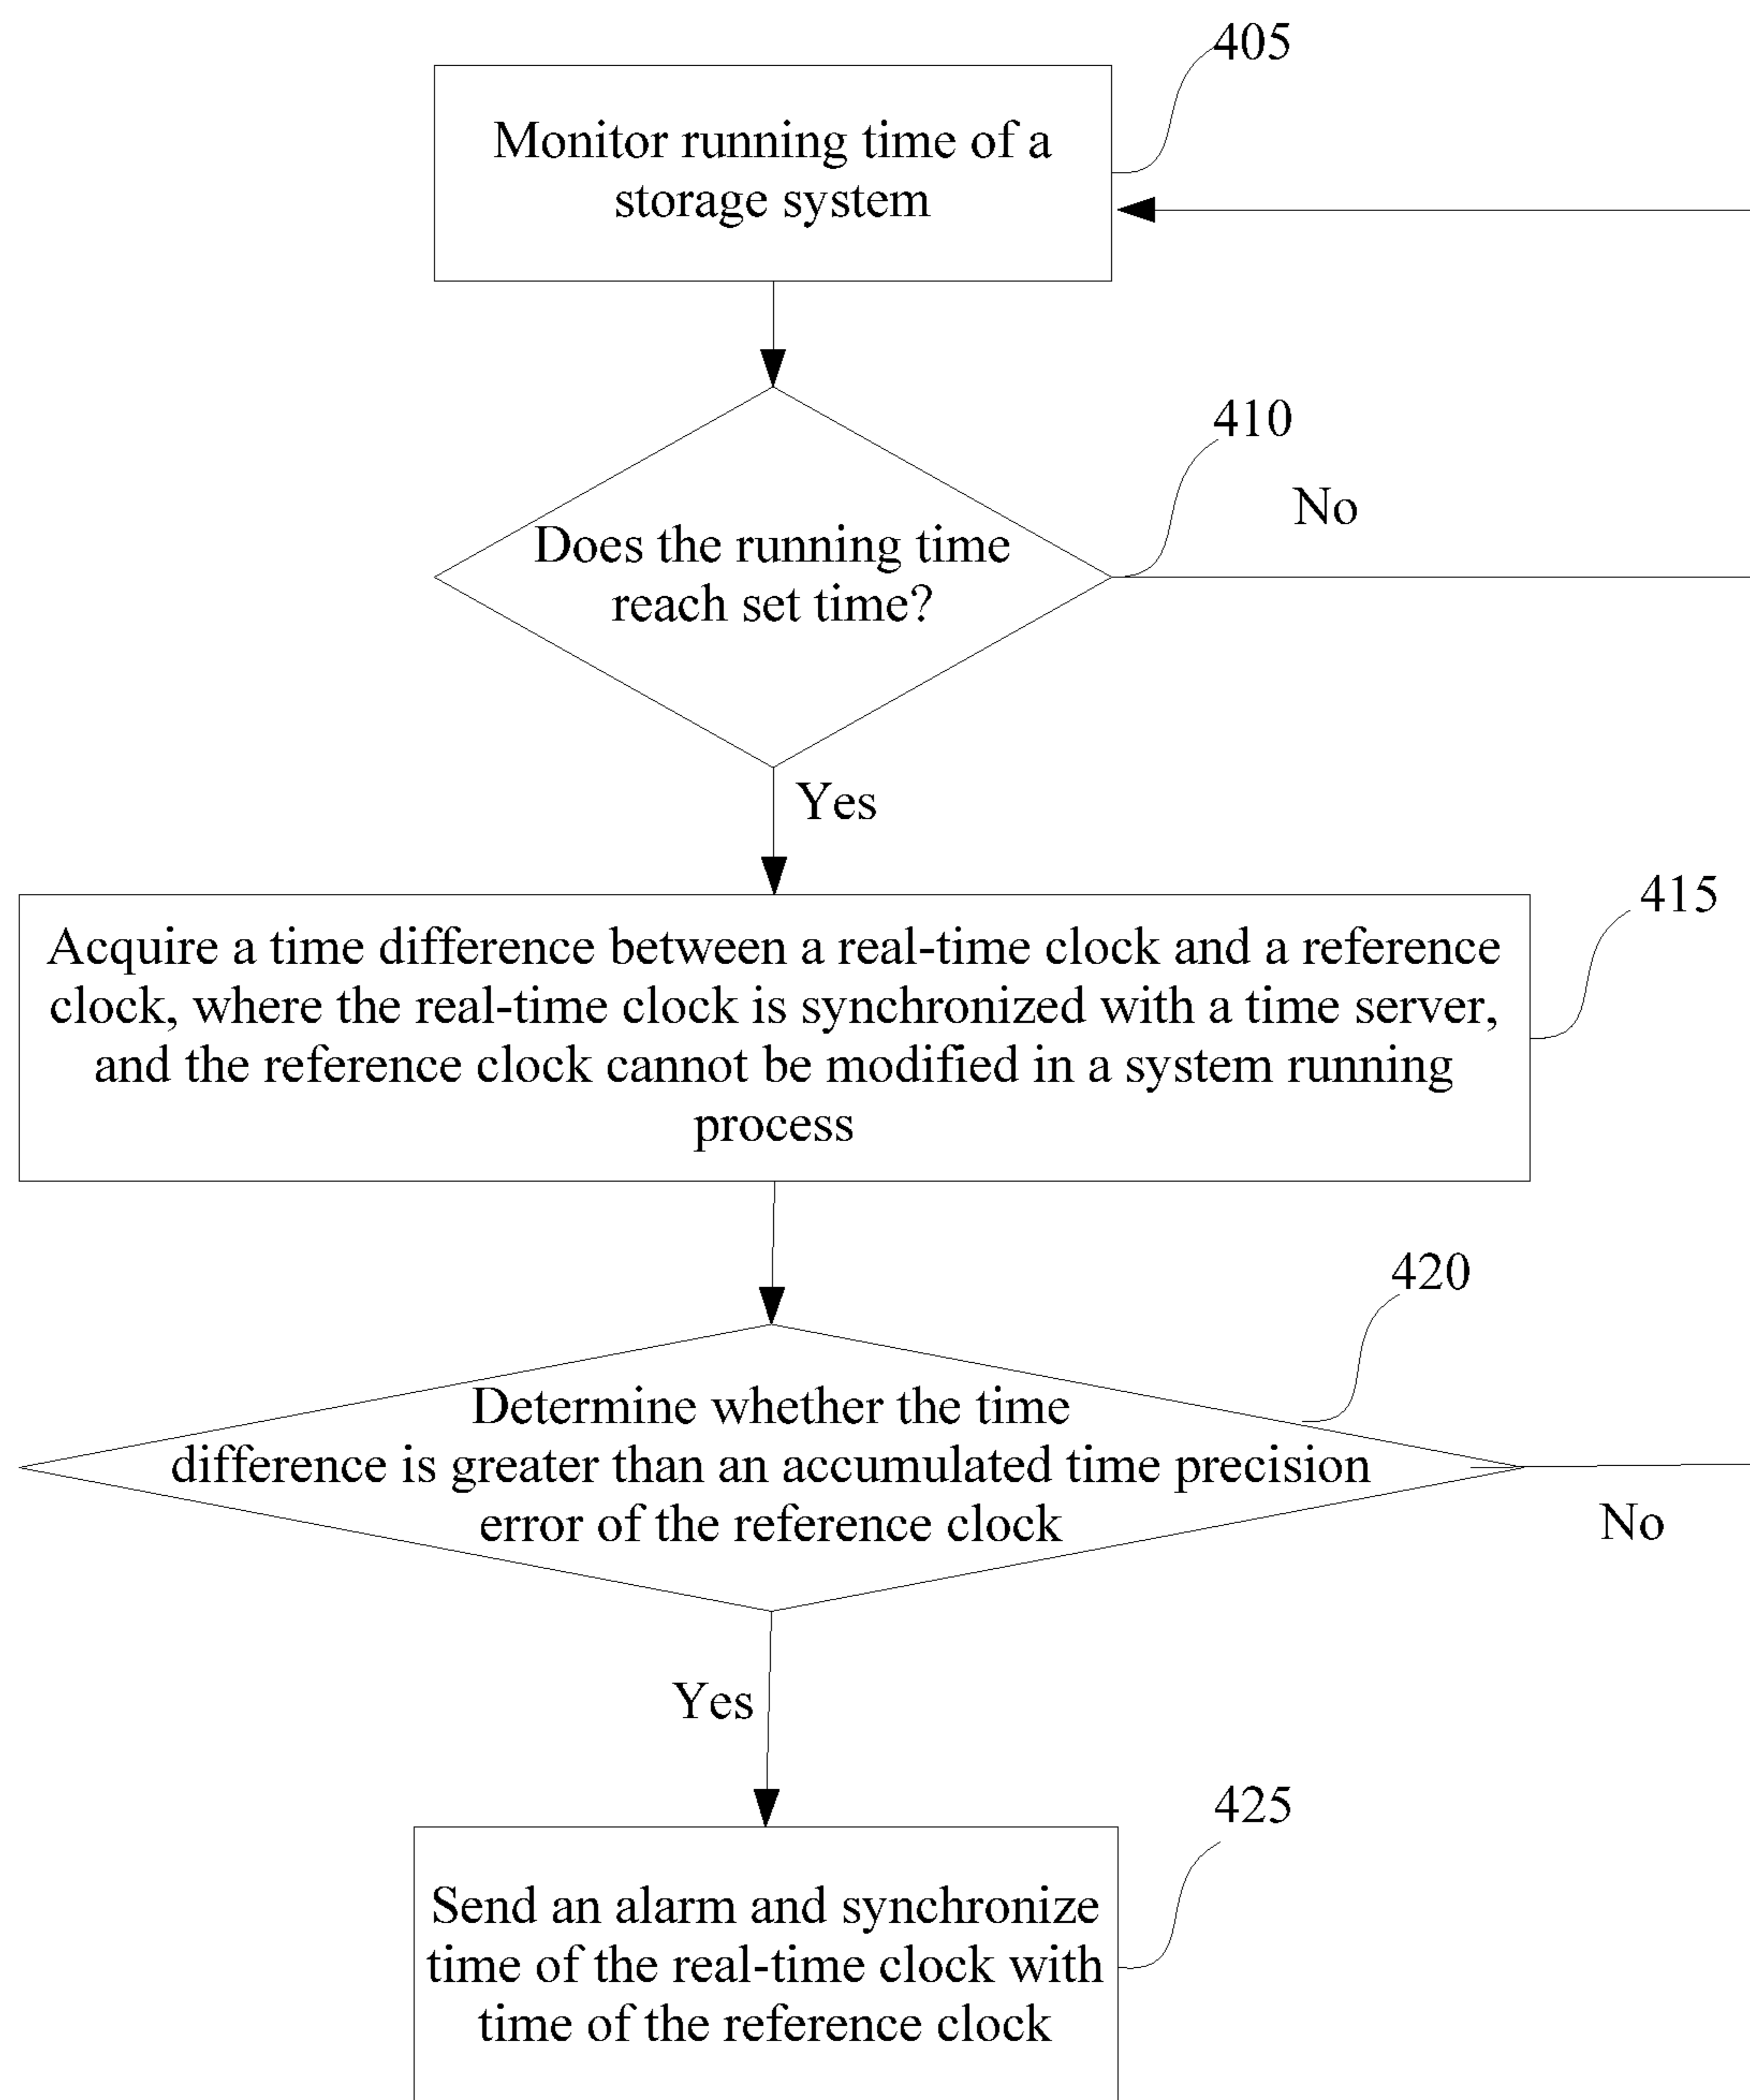 405
Monitor running time of a
storage system
410
No
Does the running time
reach set time?
Yes
415
Acquire a time difference between a real-time clock and a reference
clock, where the real-time clock is synchronized with a time server,
and the reference clock cannot be modified in a system running
process
420
Determine whether the time
difference is greater than an accumulated time precision
error of the reference clock
No
Yes
425
Send an alarm and synchronize
time of the real-time clock with
time of the reference clock